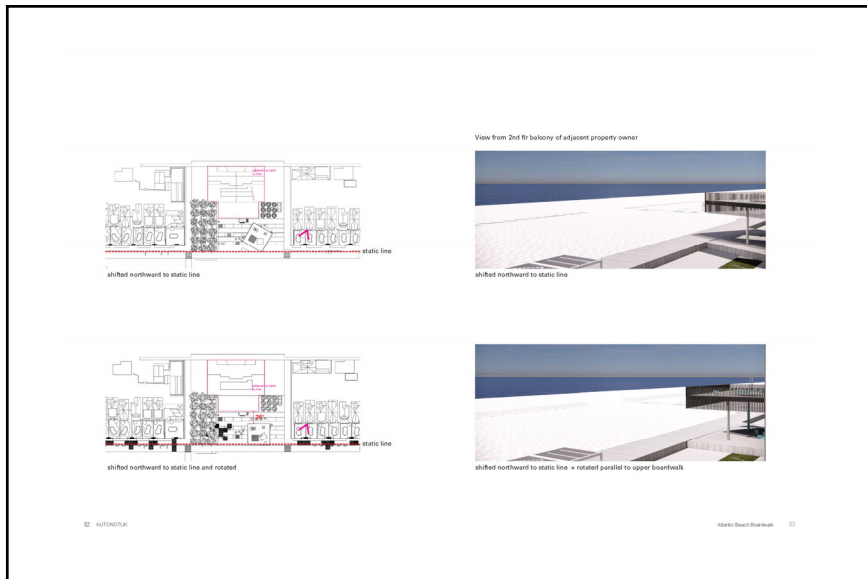 View from 2nd flr balcony of adjacent property owner
static line
shifted northward to static line
shifted northward to static line
static line
shifted northward to static line and rotated
shifted northward to static line + rotated parallel to upper boardwalk
52 KUTONOTUK
Atlantic Beach Boardwalk 53